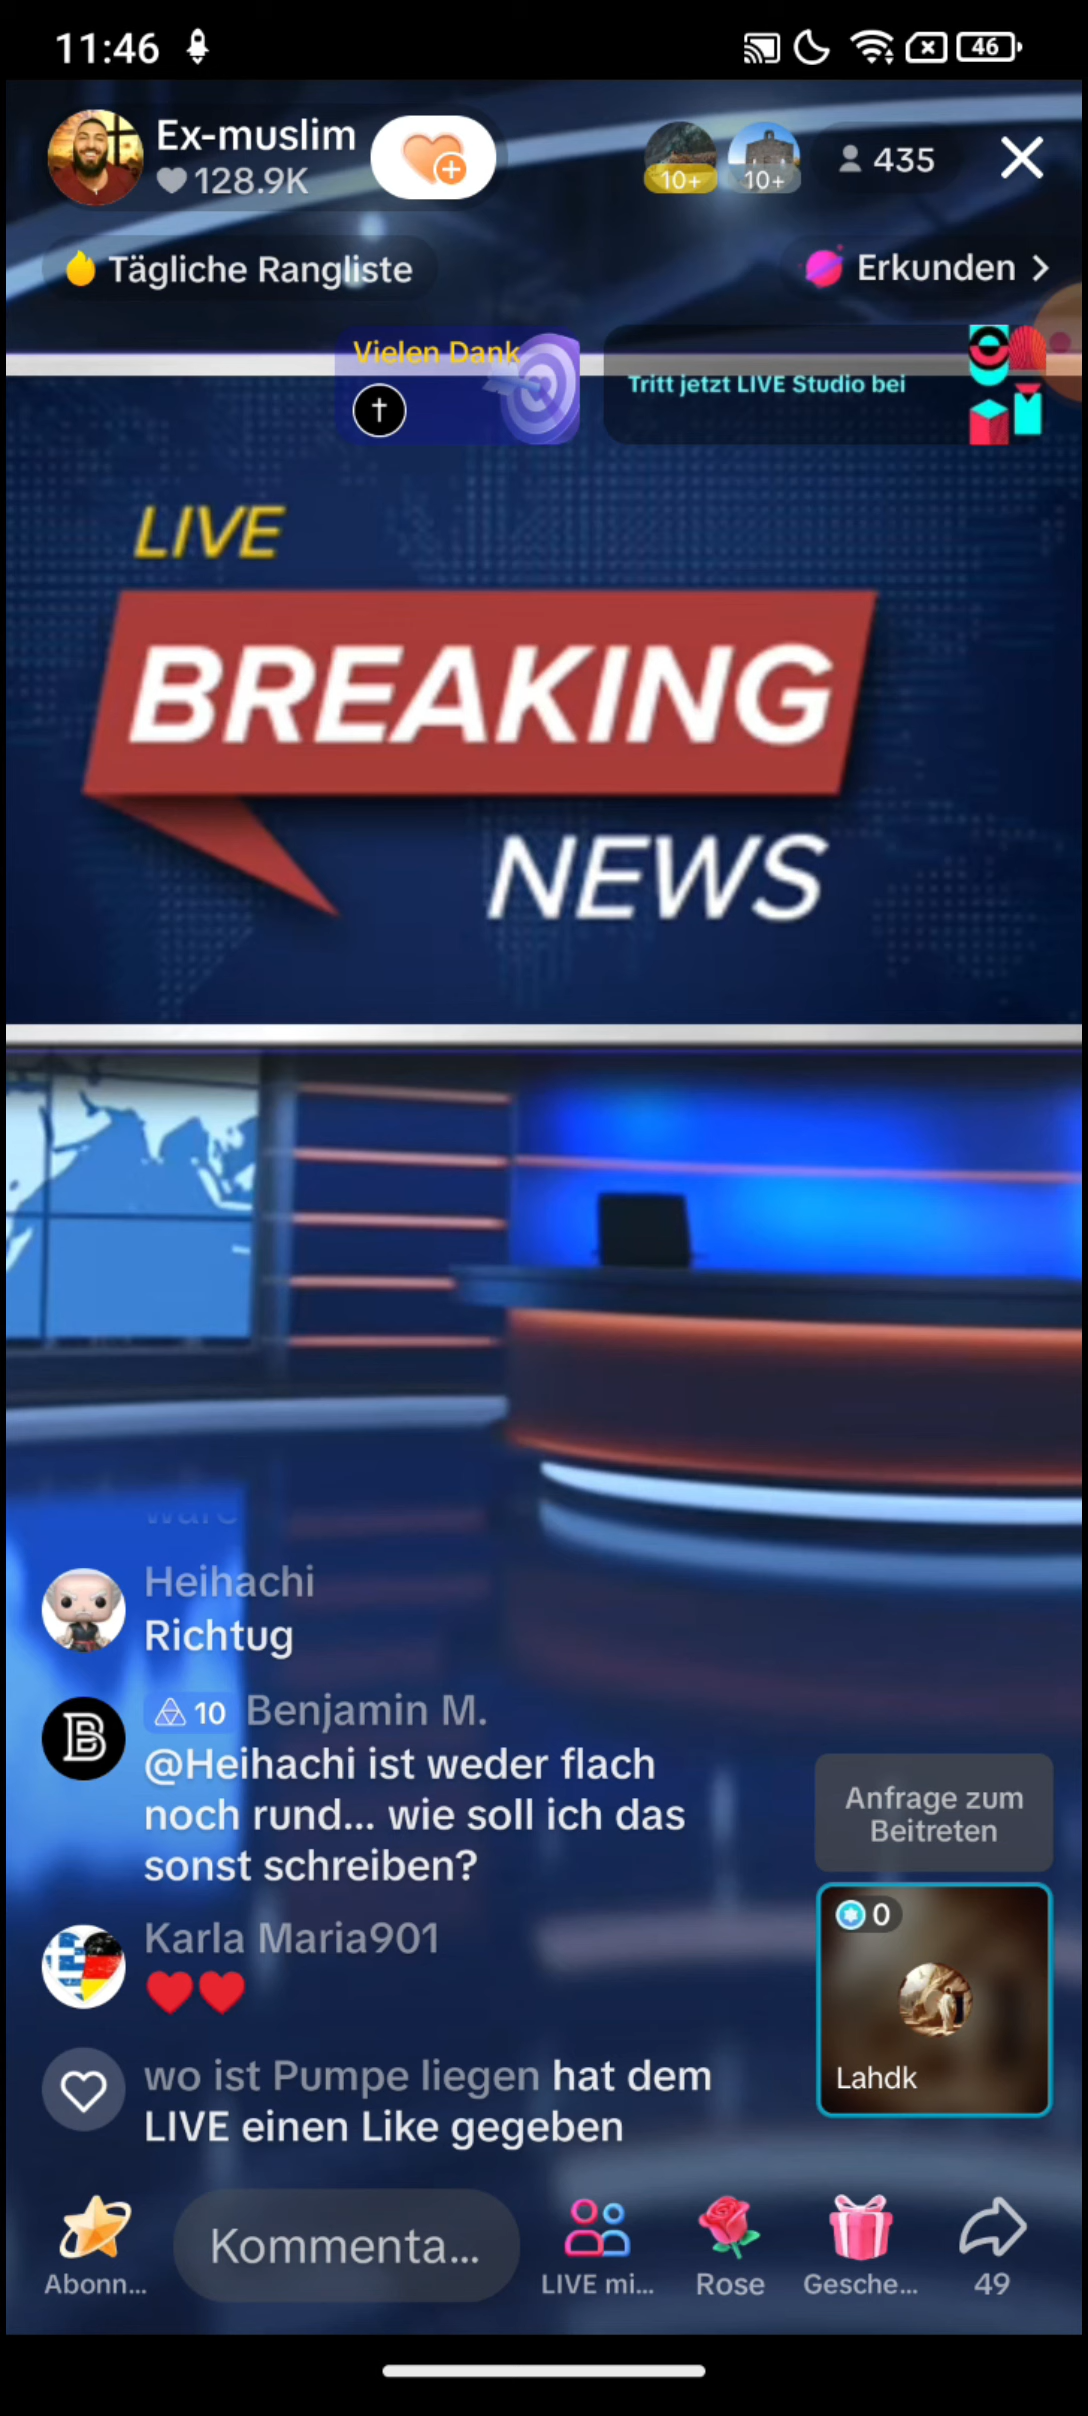 11:46
46
Ex-muslim
128.9K
10+
10+
435
Tägliche Rangliste
Erkunden
Vielen Dank
Tritt jetzt LIVE Studio bei
LIVE
BREAKING
NEWS
Heihachi
Richtug
10 Benjamin M.
@Heihachi ist weder flach
noch rund... wie soll ich das
sonst schreiben?
Anfrage zum
Beitreten
0
Karla Maria901
Lahdk
wo ist Pumpe liegen hat dem
LIVE einen Like gegeben
Kommenta...
Abonn...
LIVE mi...
Rose
Gesche...
49